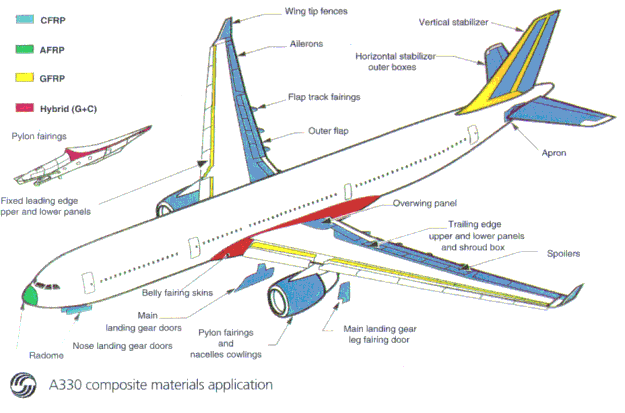 CFRP
AFRP
GFRP
Hybrid (G+C)
Pylon fairings
Fixed leading edge
pper and lower panels
Wing tip fences
Ailerons
Flap track fairings
Outer flap
Vertical stabilizer
Horizontal stabilizer
outer boxes
Apron
Overwing panel
Trailing edge
upper and lower panels
and shroud box
Spoilers
Belly fairing skins
Main
landing gear doors
Pylon fairings
and
nacelles cowlings
Main landing gear
leg fairing door
Nose landing gear doors
Radome
A330 composite materials application